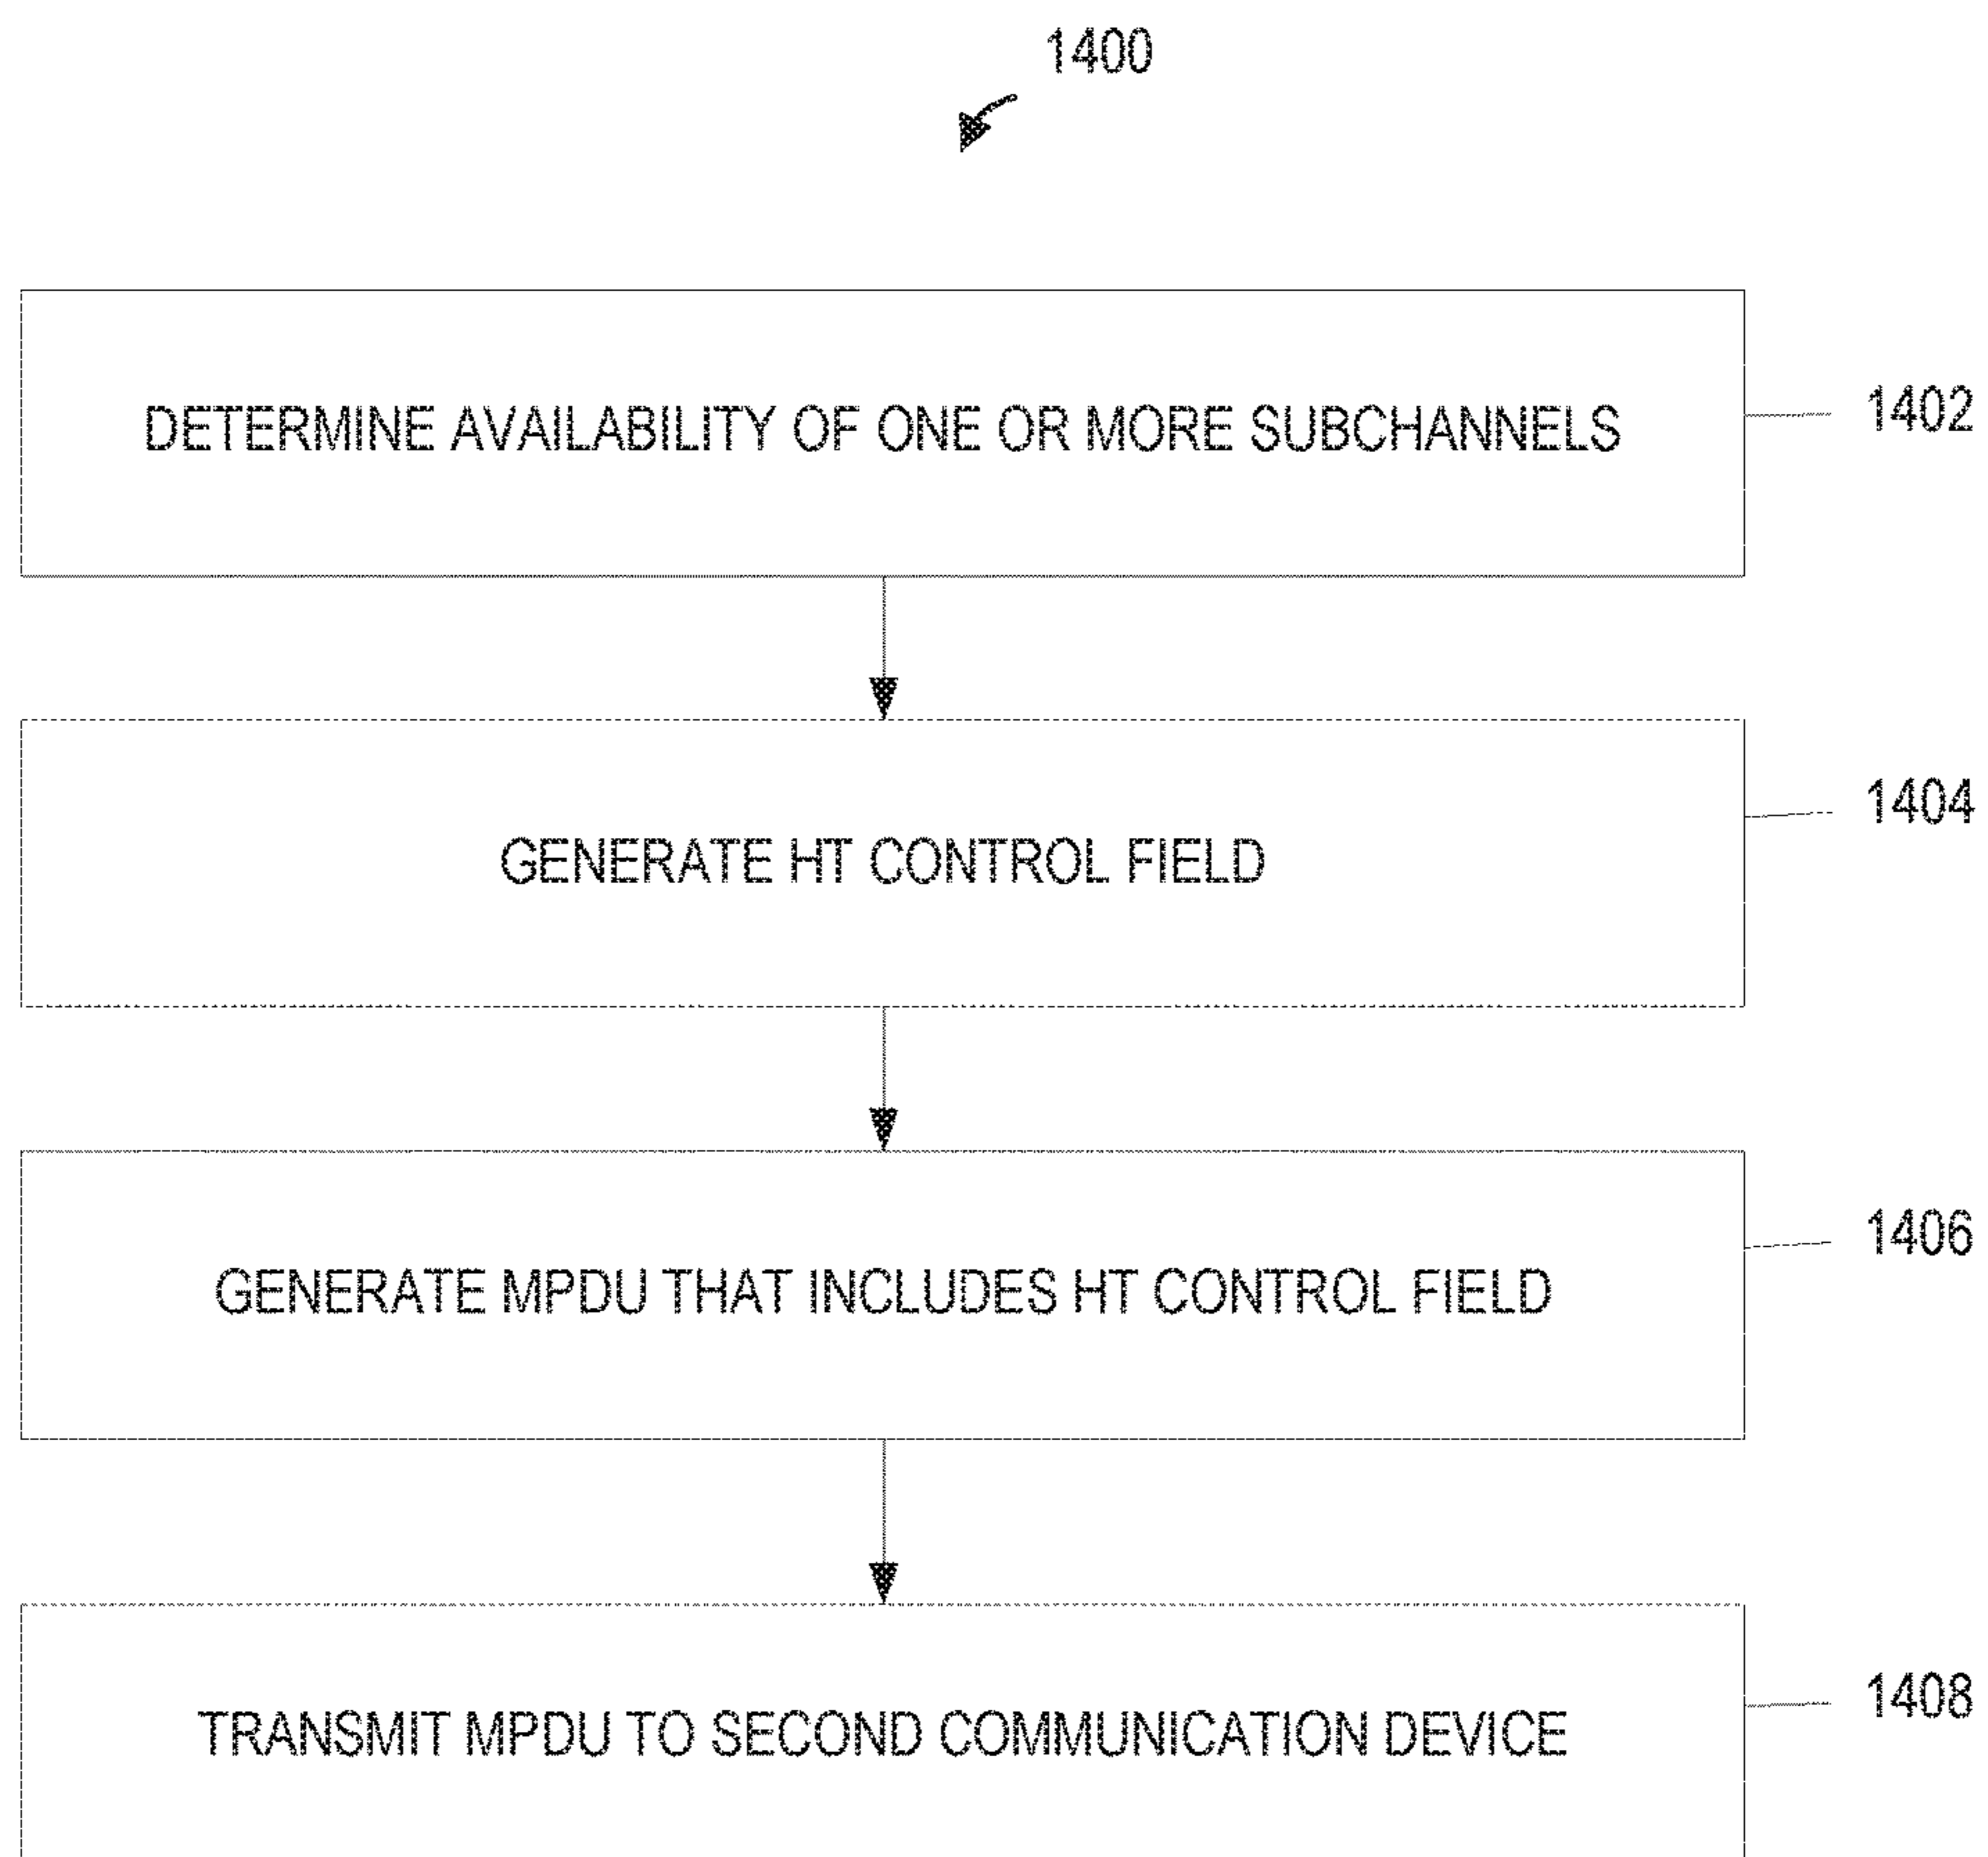 1400
DETERMINE AVAILABILITY OF ONE OR MORE SUBCHANNELS
1402
GENERATE HT CONTROL FIELD
1404
GENERATE MPDU THAT INCLUDES HT CONTROL FIELD
1406
TRANSMIT MPDU TO SECOND COMMUNICATION DEVICE
1408